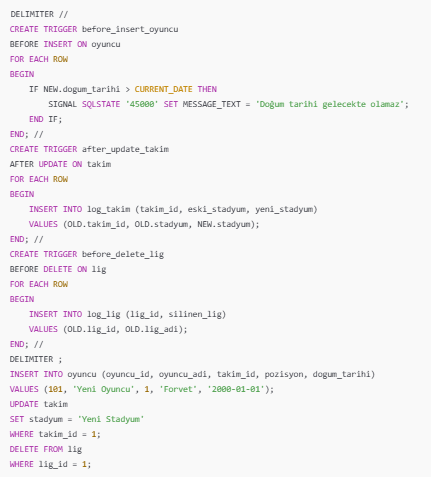 DELIMITER //
CREATE TRIGGER before_insert_oyuncu
BEFORE INSERT ON oyuncu
FOR EACH ROW
BEGIN
    IF NEW.dogum_tarihi > CURRENT_DATE THEN
        SIGNAL SQLSTATE '45000' SET MESSAGE_TEXT = 'Doğum tarihi gelecekte olamaz';
    END IF;
END; //
CREATE TRIGGER after_update_takim
AFTER UPDATE ON takim
FOR EACH ROW
BEGIN
    INSERT INTO log_takim (takim_id, eski_stadyum, yeni_stadyum)
    VALUES (OLD.takim_id, OLD.stadyum, NEW.stadyum);
END; //
CREATE TRIGGER before_delete_lig
BEFORE DELETE ON lig
FOR EACH ROW
BEGIN
    INSERT INTO log_lig (lig_id, silinen_lig)
    VALUES (OLD.lig_id, OLD.lig_adi);
END; //
DELIMITER ;
INSERT INTO oyuncu (oyuncu_id, oyuncu_adi, takim_id, pozisyon, dogum_tarihi)
VALUES (101, 'Yeni Oyuncu', 1, 'Forvet', '2000-01-01');
UPDATE takim
SET stadyum = 'Yeni Stadyum'
WHERE takim_id = 1;
DELETE FROM lig
WHERE lig_id = 1;